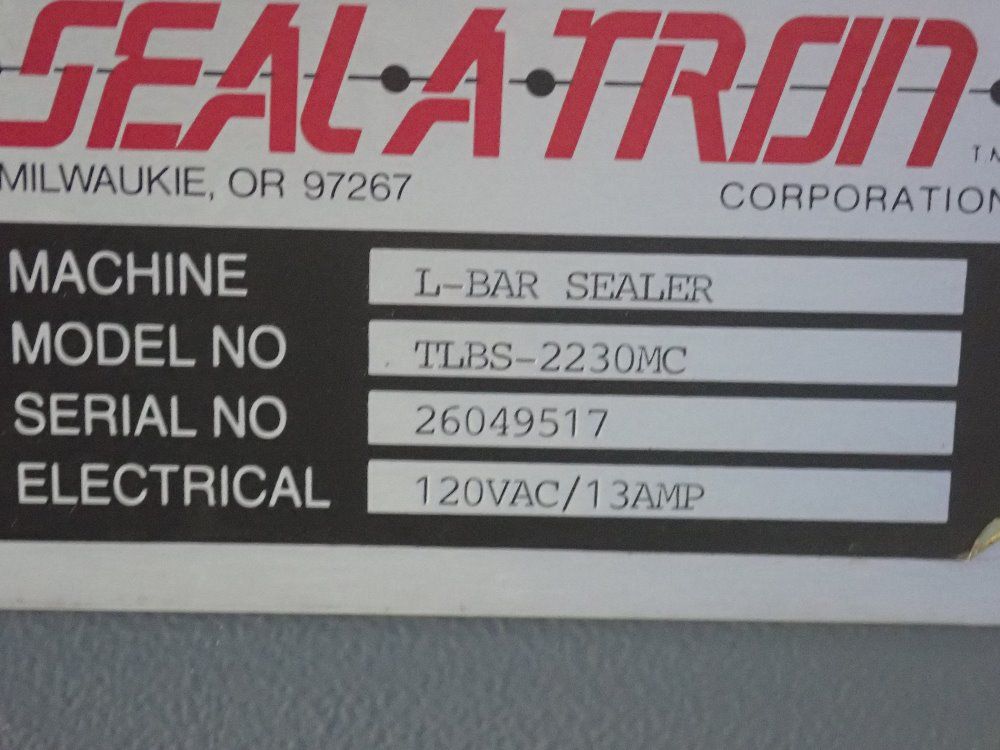 SEAL·A·TRON
T.M
MILWAUKIE, OR 97267 CORPORATION
MACHINE L-BAR SEALER
MODEL NO TLBS-2230MC
SERIAL NO 26049517
ELECTRICAL 120VAC/13AMP